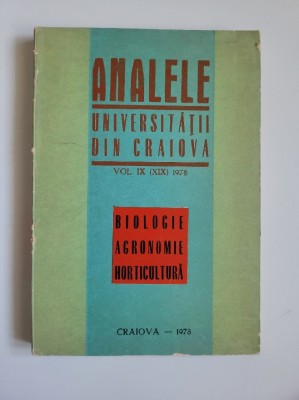 ANALELE
UNIVERSITĂȚII
DIN CRAIOVA
VOL. IX (XIX) 1978
BIOLOGIE
AGRONOMIE
HORTICULTURĂ
CRAIOVA — 1978